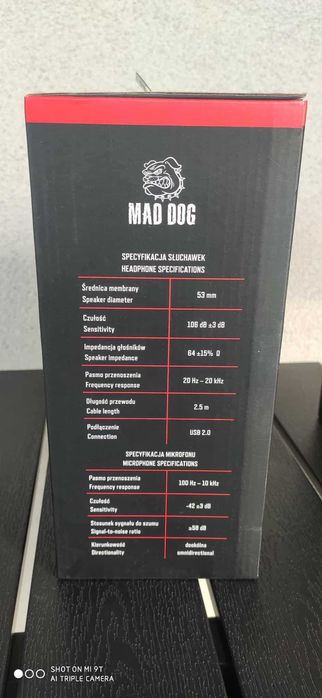 MAD DOG
SPECYFIKACJA SŁUCHAWEK
HEADPHONE SPECIFICATIONS
Średnica membrany
Speaker diameter
53 mm
Czułość
Sensitivity
106 dB ±3 dB
Impedancja głośników
Speaker impedance
64 ±15% Ω
Pasmo przenoszenia
Frequency response
20 Hz – 20 kHz
Długość przewodu
Cable length
2.5 m
Podłączenie
Connection
USB 2.0
SPECYFIKACJA MIKROFONU
MICROPHONE SPECIFICATIONS
Pasmo przenoszenia
Frequency response
100 Hz – 10 kHz
Czułość
Sensitivity
-42 ±3 dB
Stosunek sygnału do szumu
Signal-to-noise ratio
≥58 dB
Kierunkowość
Directionality
dookólna
omnidirectional
SHOT ON MI 9T
AI TRIPLE CAMERA